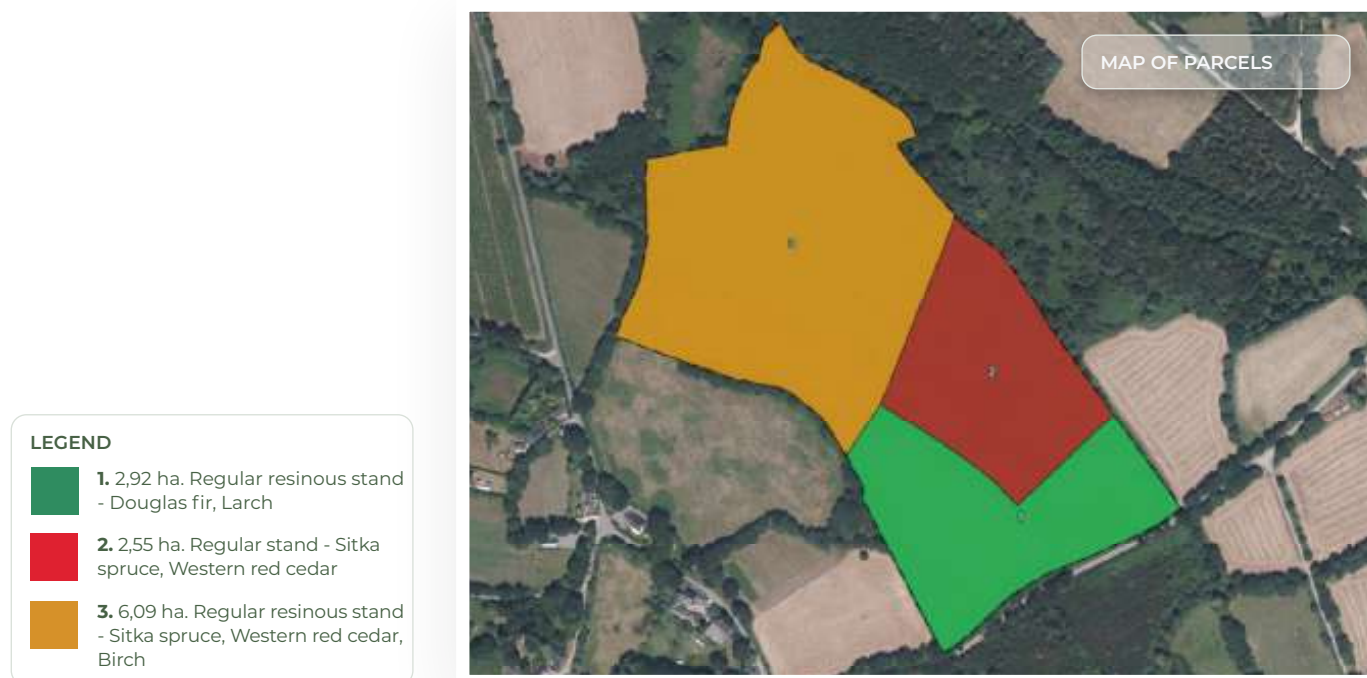 MAP OF PARCELS
LEGEND
1. 2,92 ha. Regular resinous stand
- Douglas fir, Larch
2. 2,55 ha. Regular stand - Sitka
spruce, Western red cedar
3. 6,09 ha. Regular resinous stand
- Sitka spruce, Western red cedar,
Birch
2